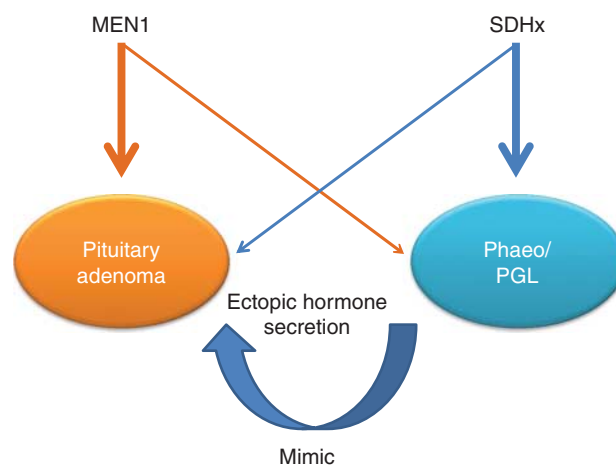 MEN1
SDHx
Pituitary
adenoma
Phaeo/
PGL
Ectopic hormone
secretion
Mimic